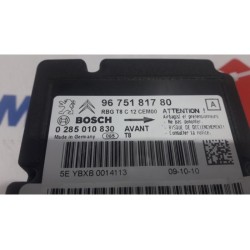 96 751 817 80
RBG T8 C 12 CEM60
ATTENTION !
A
BOSCH
0 285 010 830
AVANT
T8
Made in Germany
5E YBXB 0014113
09-10-10